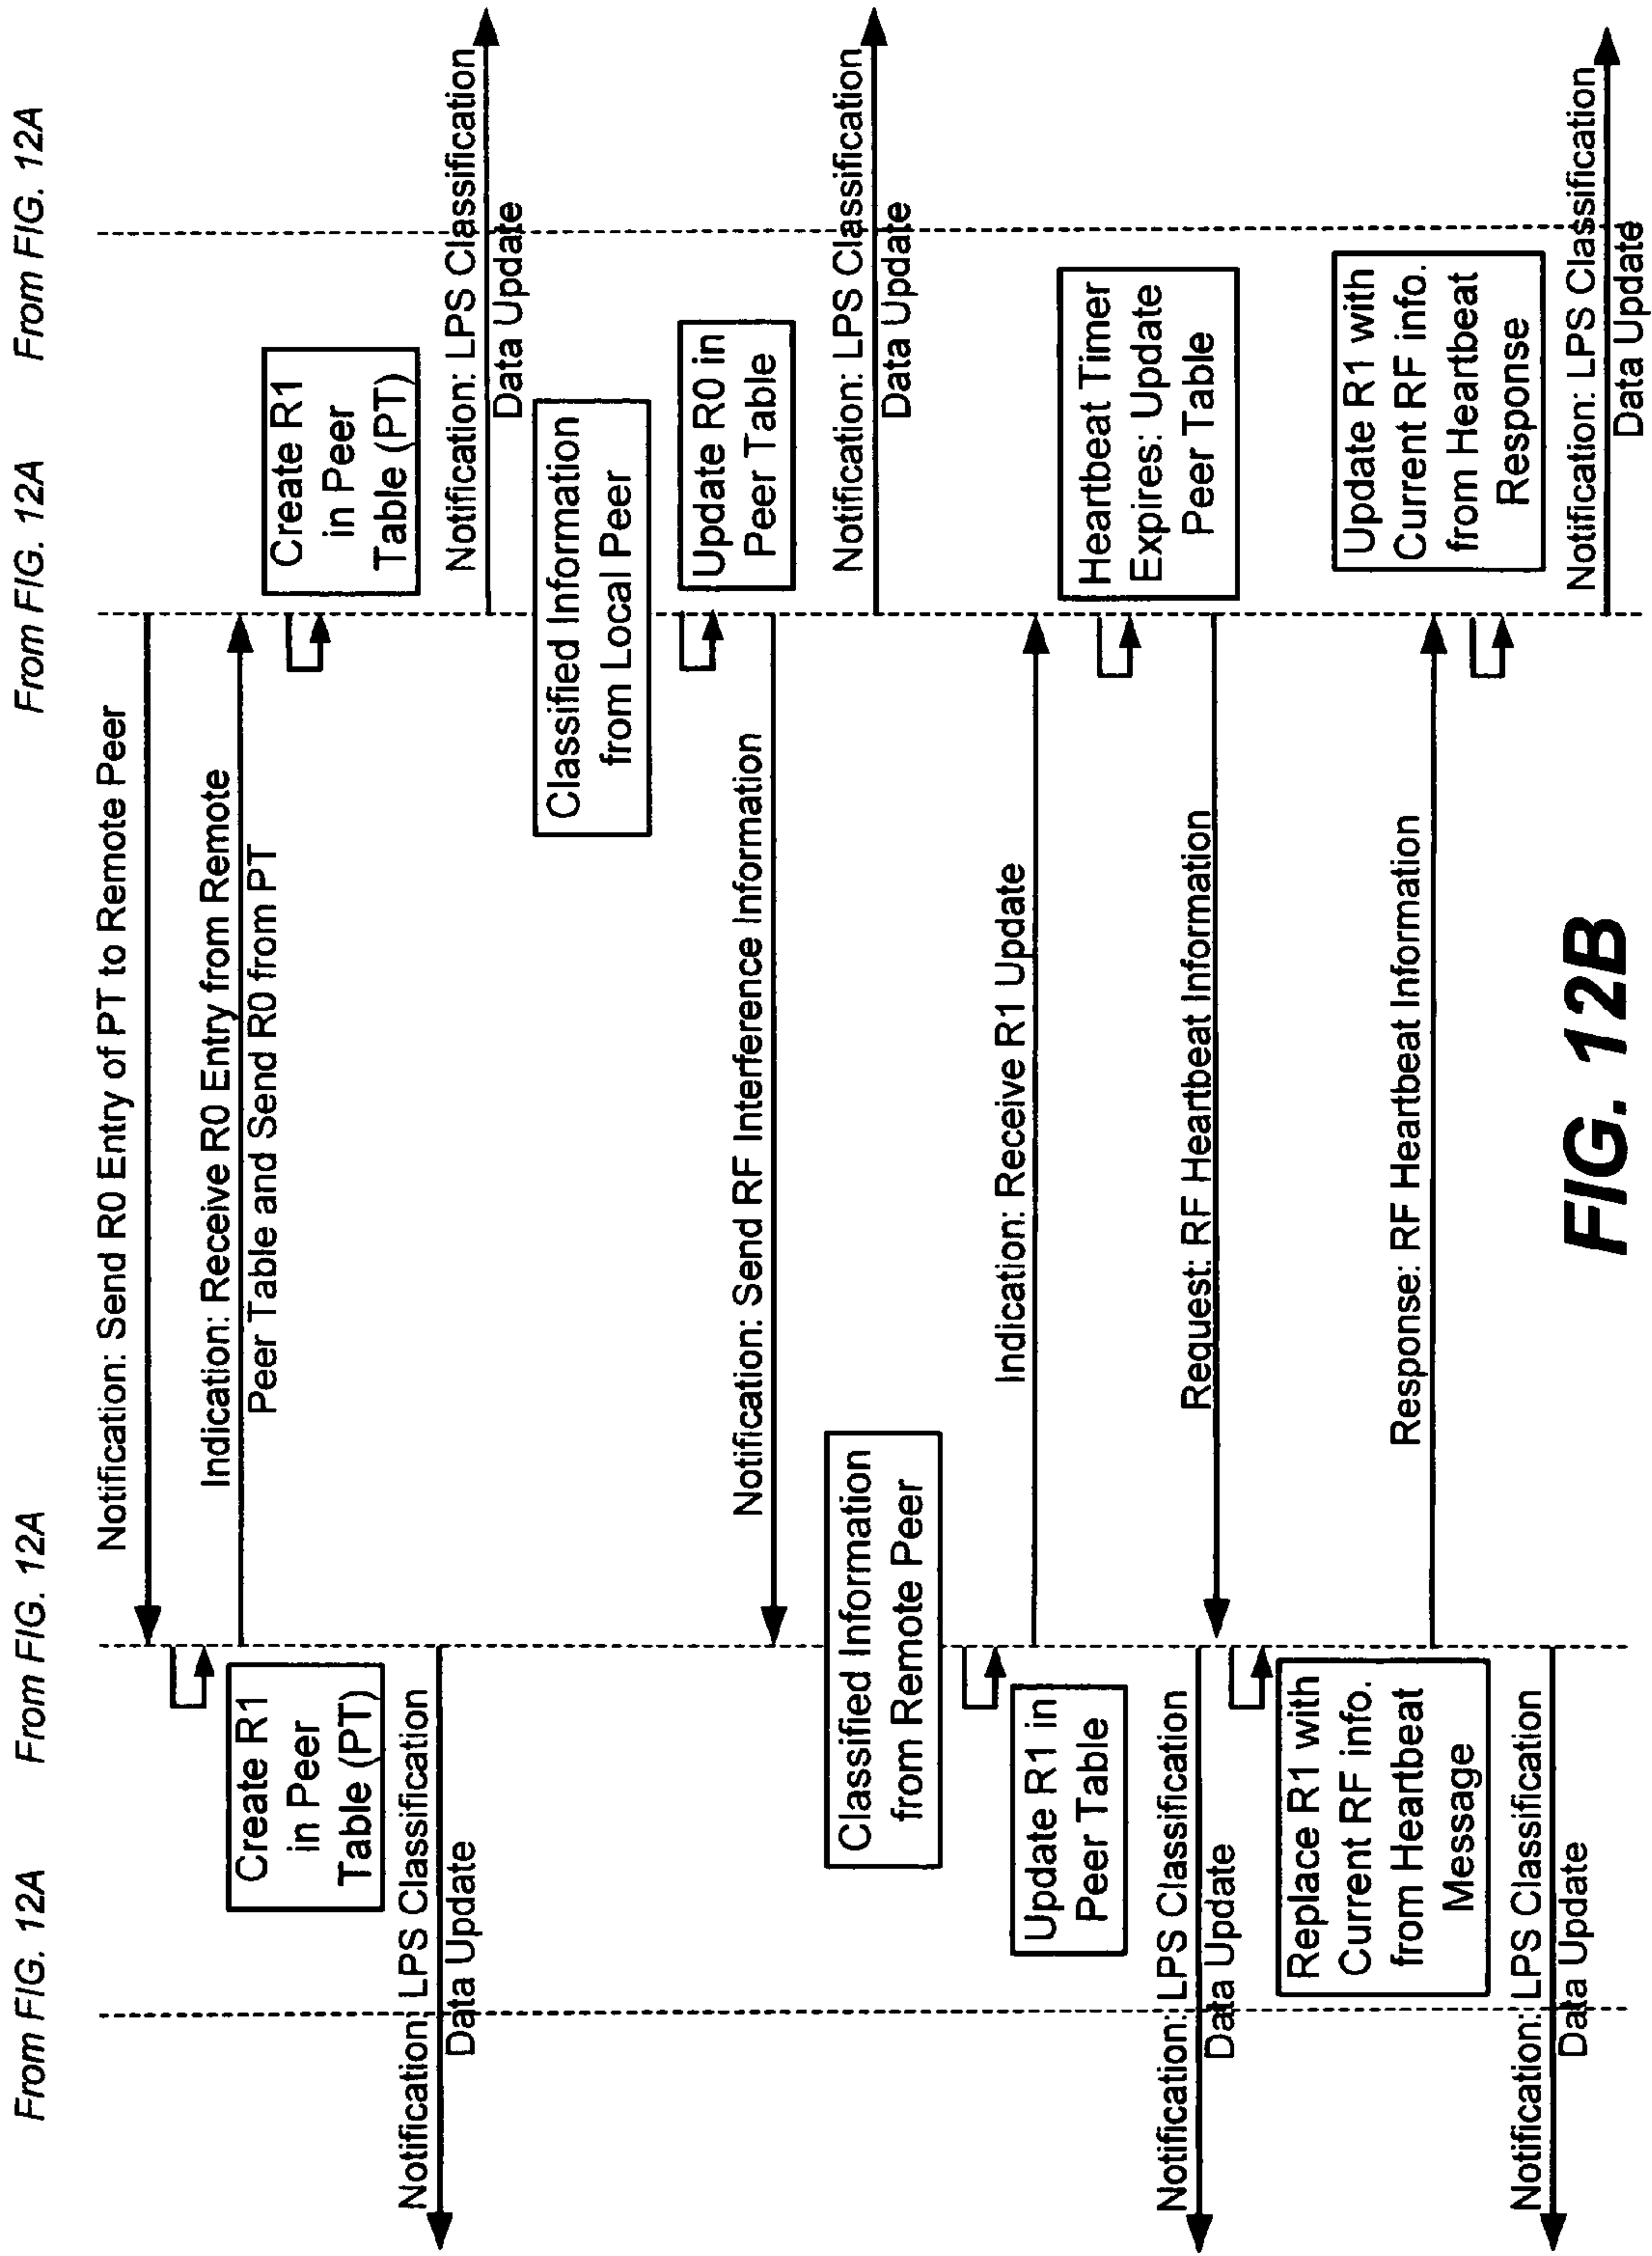 From FIG. 12A
From FIG. 12A
From FIG. 12A
From FIG. 12A
Notification: Send R0 Entry of PT to Remote Peer
Indication: Receive R0 Entry from Remote
Peer Table and Send R0 from PT
Create R1
in Peer
Table (PT)
Create R1
in Peer
Table (PT)
Notification: LPS Classification
Data Update
Notification: LPS Classification
Data Update
Classified Information
from Local Peer
Update R0 in
Peer Table
Notification: Send RF Interference Information
Notification: LPS Classification
Data Update
Classified Information
from Remote Peer
Indication: Receive R1 Update
Update R1 in
Peer Table
Heartbeat Timer
Expires: Update
Peer Table
Notification: LPS Classification
Data Update
Request: RF Heartbeat Information
Replace R1 with
Current RF info.
from Heartbeat
Message
Response: RF Heartbeat Information
Update R1 with
Current RF info.
from Heartbeat
Response
Notification: LPS Classification
Data Update
Notification: LPS Classification
Data Update
FIG. 12B